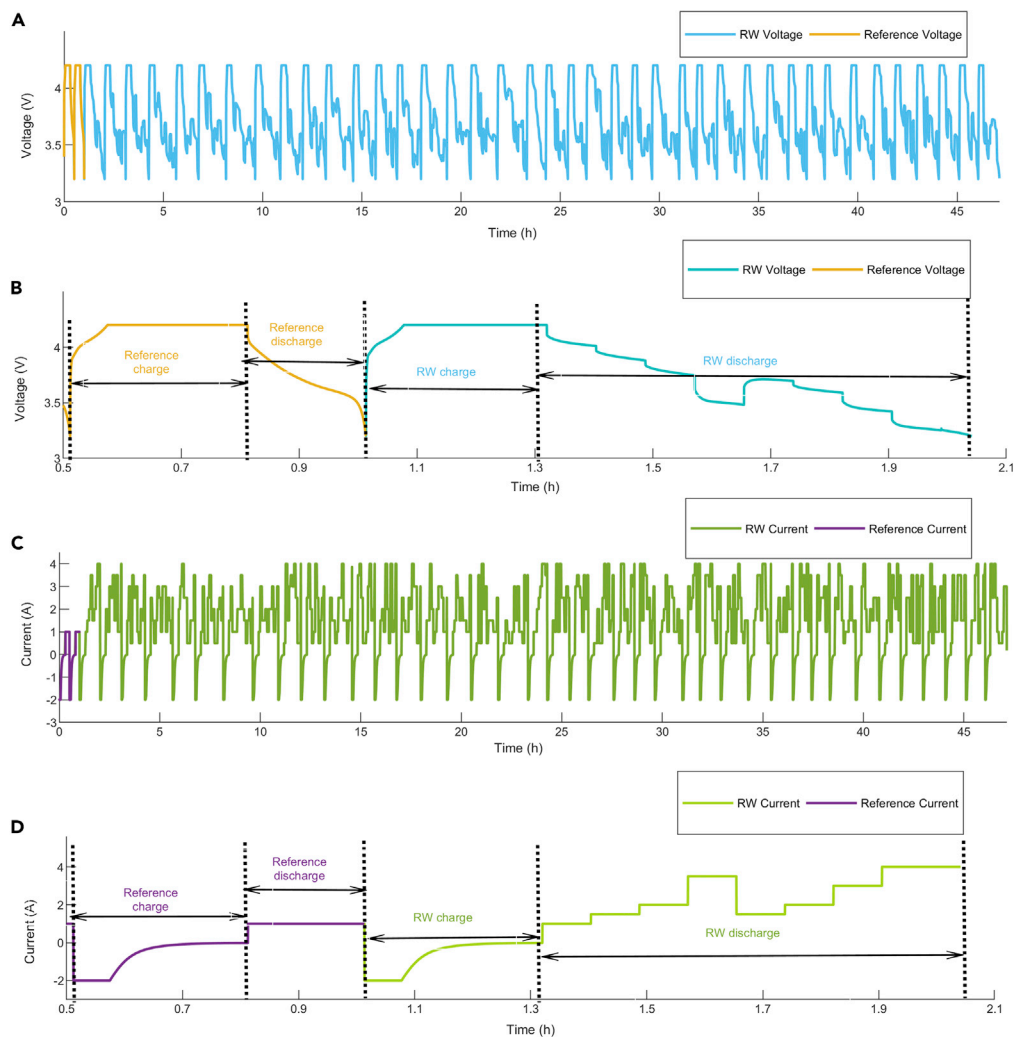 A
RW Voltage Reference Voltage
4
3.5
3
Voltage (V)
0 5 10 15 20 25 30 35 40 45
Time (h)
B
RW Voltage Reference Voltage
Reference
discharge
Reference
charge
RW charge
RW discharge
4
3.5
3
Voltage (V)
0.5 0.7 0.9 1.1 1.3 1.5 1.7 1.9 2.1
Time (h)
C
RW Current Reference Current
4
3
2
1
0
-1
-2
-3
Current (A)
0 5 10 15 20 25 30 35 40 45
Time (h)
D
RW Current Reference Current
Reference
discharge
Reference
charge
RW charge
RW discharge
4
2
0
-2
Current (A)
0.5 0.7 0.9 1.1 1.3 1.5 1.7 1.9 2.1
Time (h)